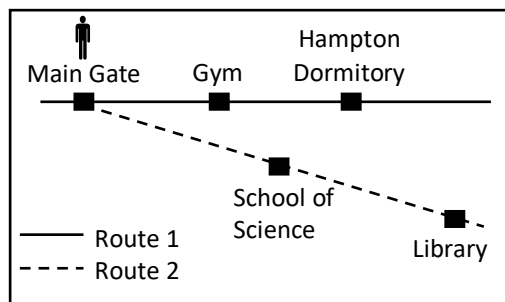 Hampton
Main Gate Gym Dormitory
School of
Science
Route 1
Route 2
Library